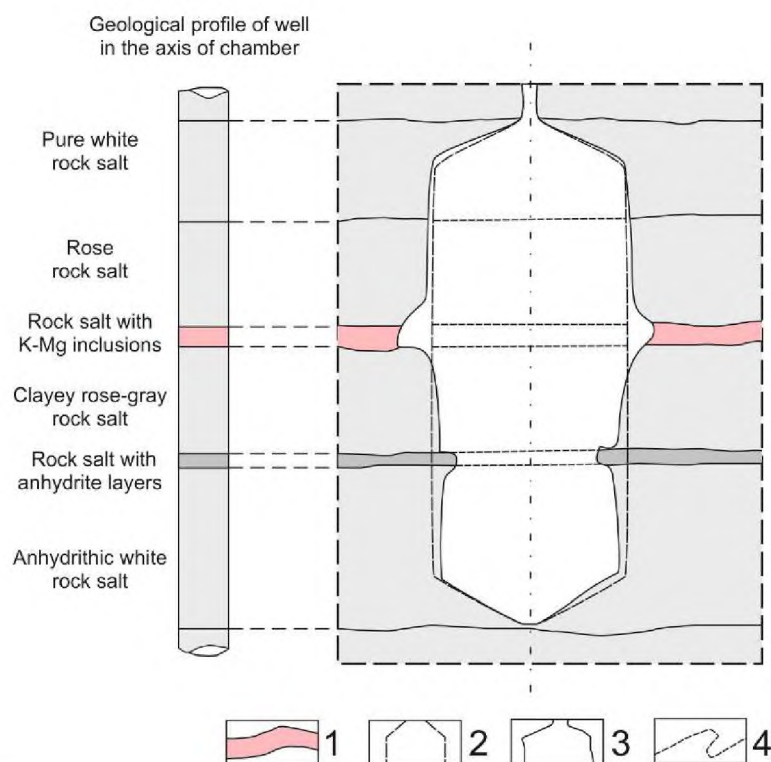 Geological profile of well
in the axis of chamber
Pure white
rock salt
Rose
rock salt
Rock salt with
K-Mg inclusions
Clayey rose-gray
rock salt
Rock salt with
anhydrite layers
Anhydrithic white
rock salt
1 2 3 4